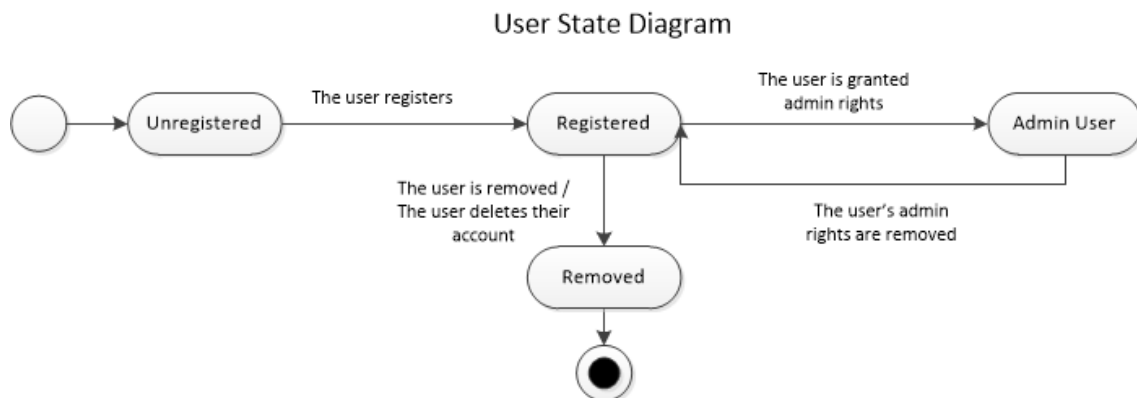 User State Diagram
The user registers
The user is granted
admin rights
Unregistered
Registered
Admin User
The user is removed /
The user deletes their
account
The user's admin
rights are removed
Removed